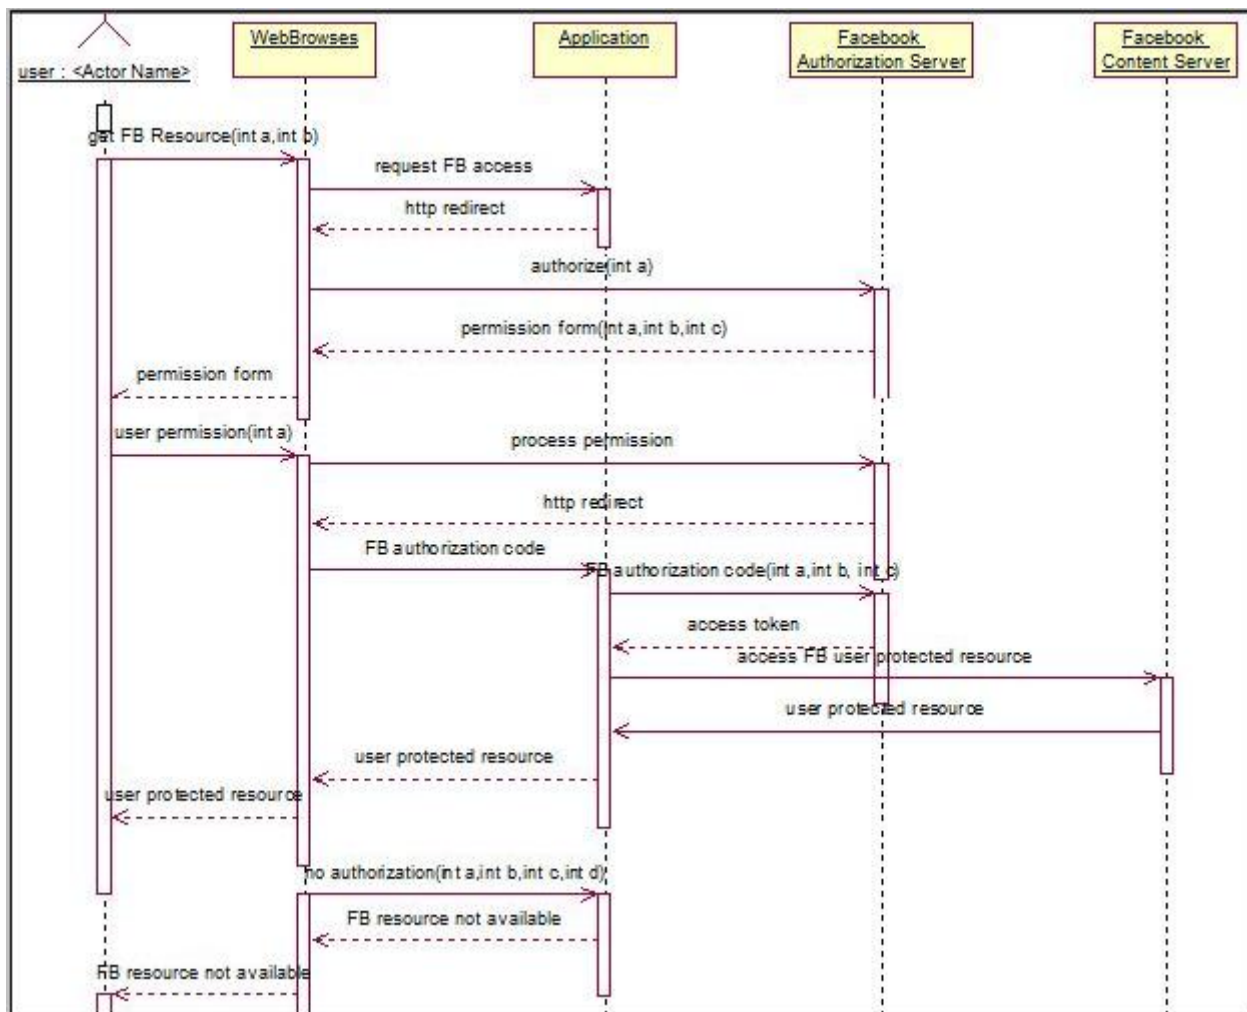 WebBrowses
Application
Facebook
Authorization Server
Facebook
Content Server
user : <Actor Name>
get FB Resource(int a,int b)
request FB access
http redirect
authorize(int a)
permission form(int a,int b,int c)
permission form
user permission(int a)
process permission
http redirect
FB authorization code
FB authorization code(int a,int b, int c)
access token
access FB user protected resource
user protected resource
user protected resource
user protected resource
no authorization(int a,int b,int c,int d)
FB resource not available
FB resource not available